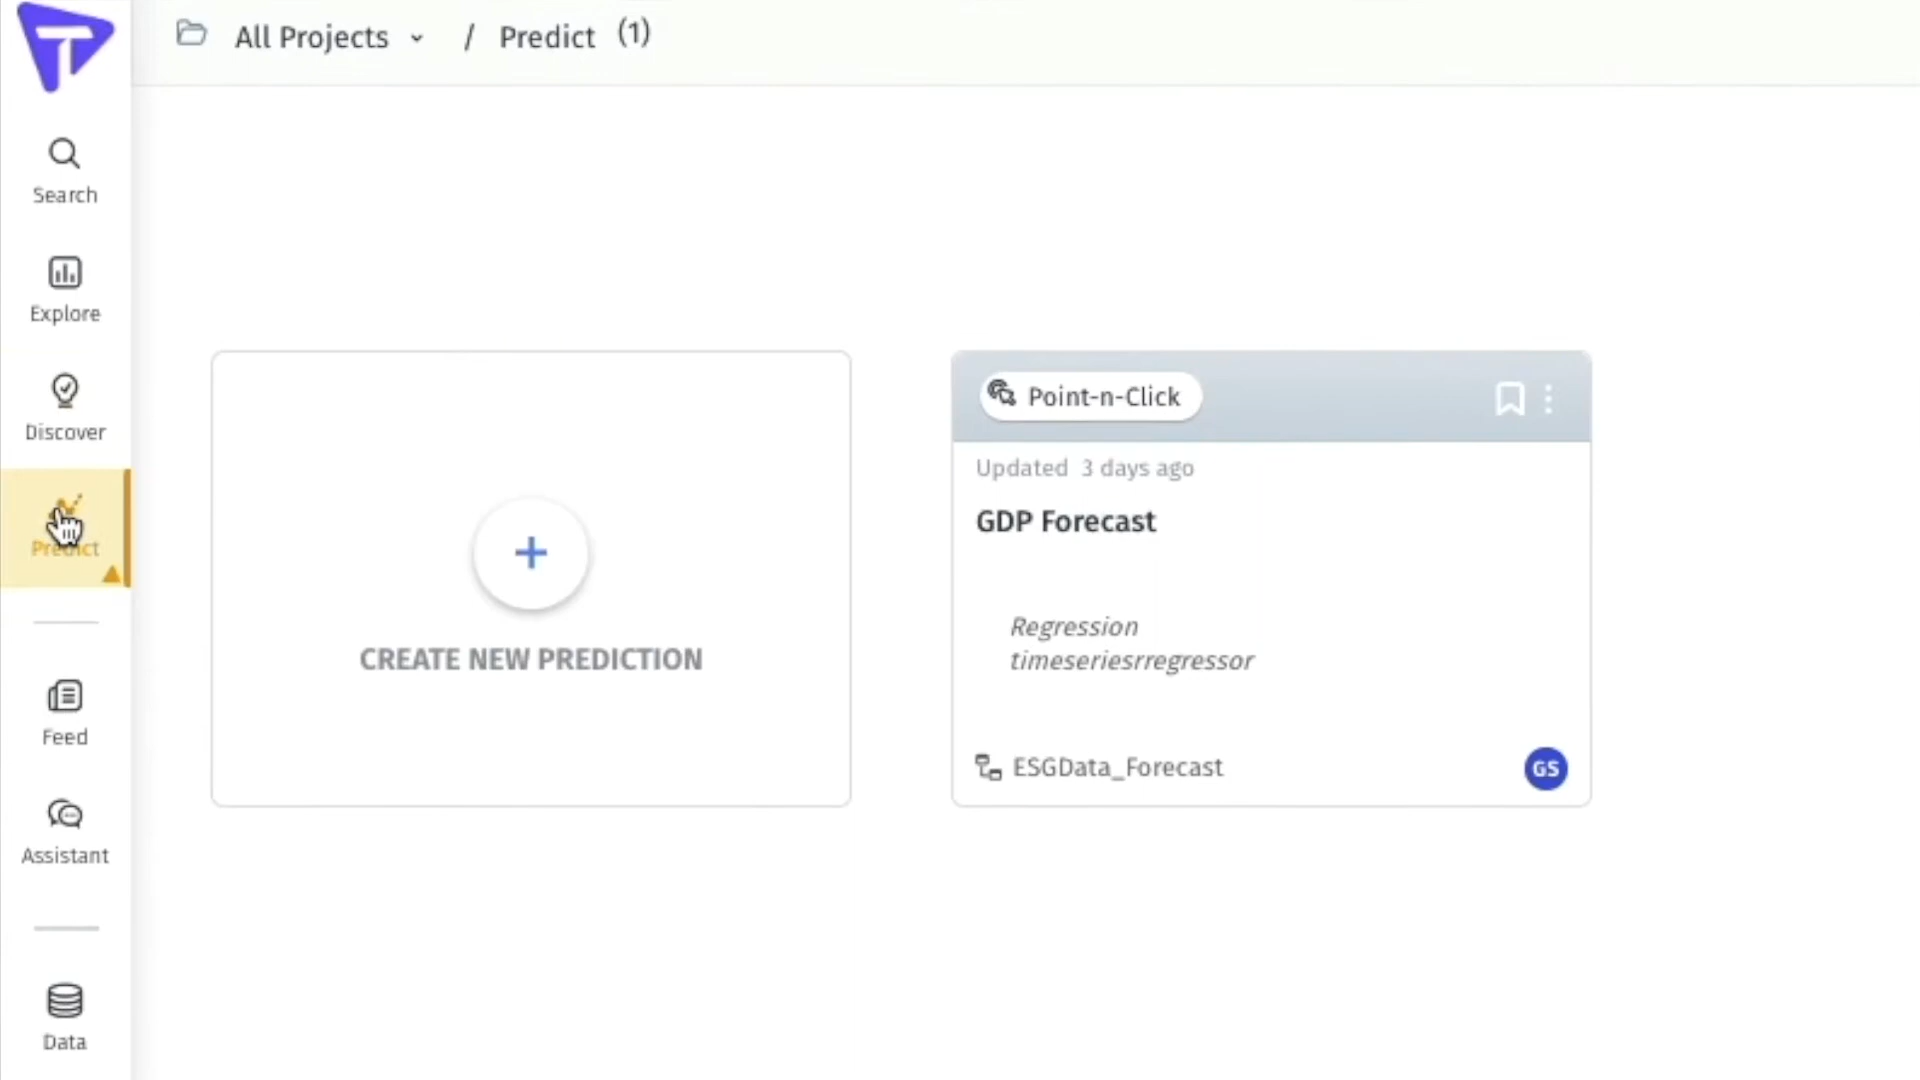 All Projects / Predict (1)
Search
Explore
Discover
Predict
Feed
Assistant
Data
CREATE NEW PREDICTION
Point-n-Click
Updated 3 days ago
GDP Forecast
Regression
timeseriesrregressor
ESGData_Forecast
GS